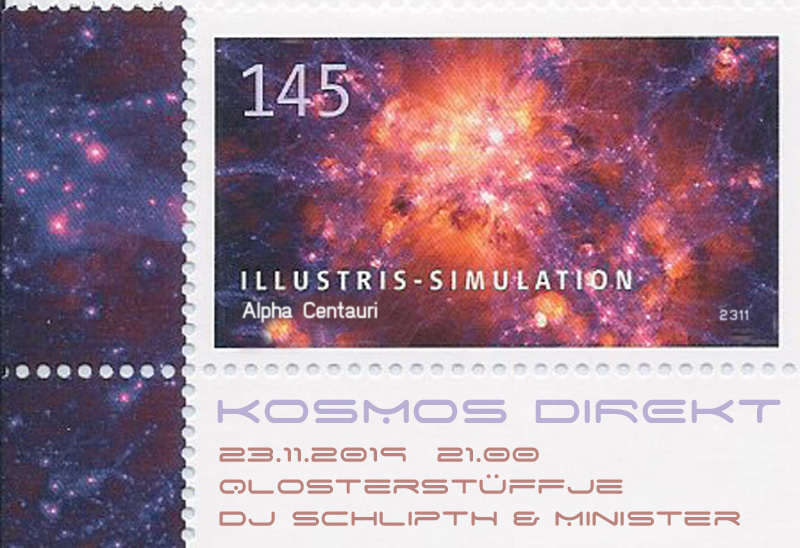 145
ILLUSTRIS-SIMULATION
Alpha Centauri
2311
KOSMOS DIREKT
23.11.2019 21.00
QLOSTERSTÜFFJE
DJ SCHLIPTH & MINISTER